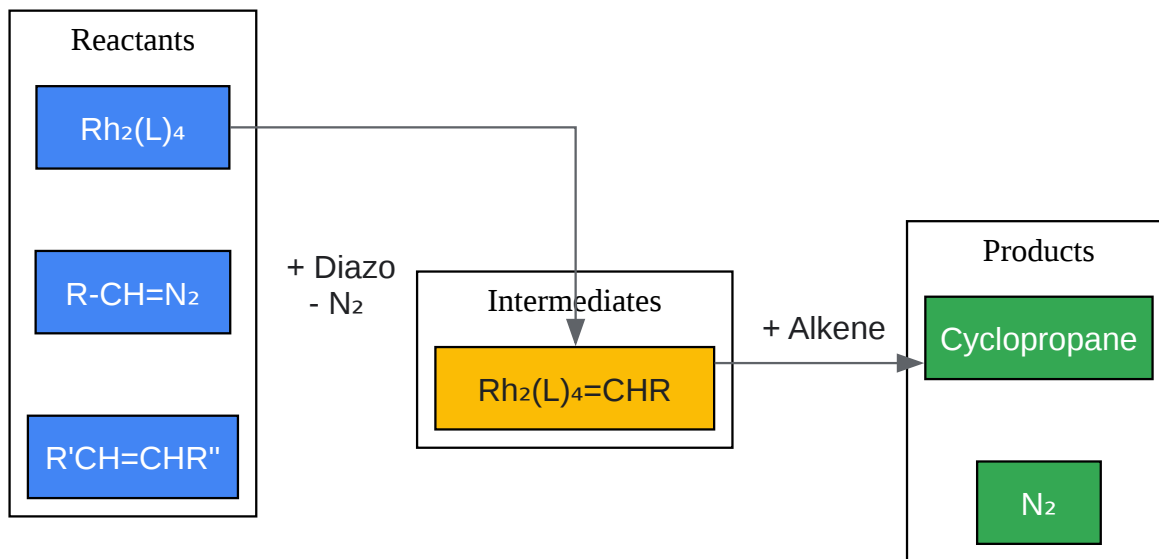 Reactants
Rh₂(L)₄
R-CH=N₂
R'CH=CHR"
+ Diazo
- N₂
Intermediates
Rh₂(L)₄=CHR
+ Alkene
Products
Cyclopropane
N₂